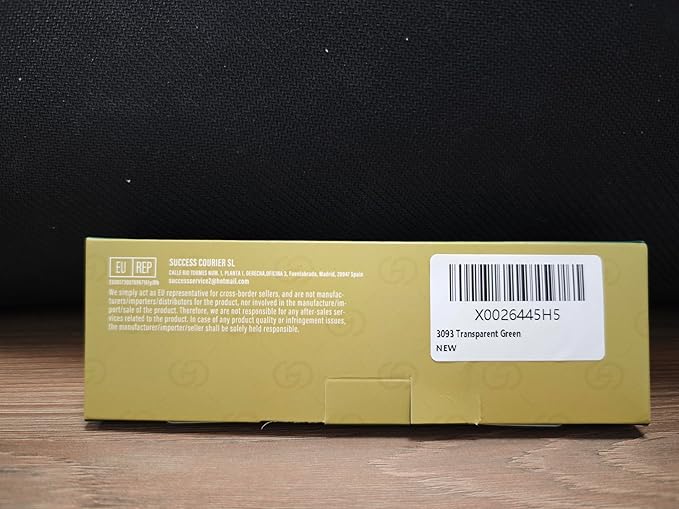 EU REP
SUCCESS COURIER SL
CALLE RIO TORMES NUM. 1, PLANTA 1, DERECHA,OFICINA 3, Fuenlabrada, Madrid, 28947 Spain
successservice2@hotmail.com
We simply act as EU representative for cross-border sellers, and are not manufac-
turers/importers/distributors for the product, nor involved in the manufacture/im-
port/sale of the product. Therefore, we are not responsible for any after-sales ser-
vices related to the product. In case of any product quality or infringement issues,
the manufacturer/importer/seller shall be solely held responsible.
X0026445H5
3093 Transparent Green
NEW